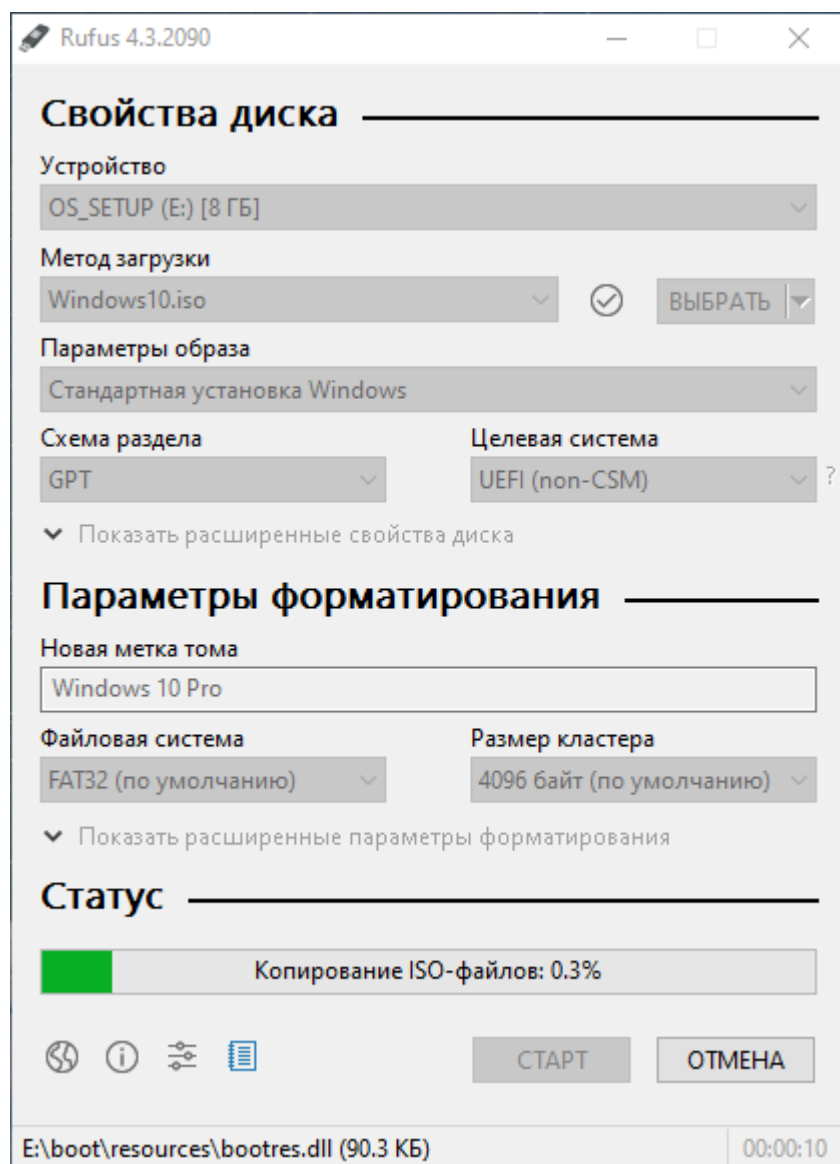 Rufus 4.3.2090
Свойства диска
Устройство
OS_SETUP (E:) [8 ГБ]
Метод загрузки
Windows10.iso
ВЫБРАТЬ
Параметры образа
Стандартная установка Windows
Схема раздела Целевая система
GPT UEFI (non-CSM) ?
Показать расширенные свойства диска
Параметры форматирования
Новая метка тома
Windows 10 Pro
Файловая система Размер кластера
FAT32 (по умолчанию) 4096 байт (по умолчанию)
Показать расширенные параметры форматирования
Статус
Копирование ISO-файлов: 0.3%
СТАРТ ОТМЕНА
E:\boot\resources\bootres.dll (90.3 КБ) 00:00:10